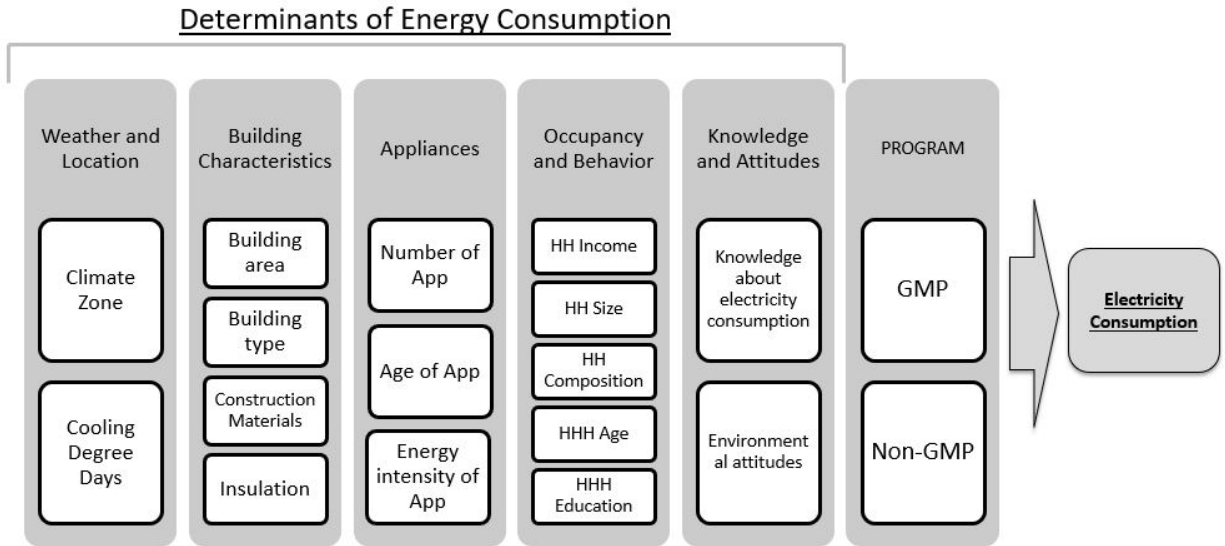 Determinants of Energy Consumption
Weather and
Location
Climate
Zone
Cooling
Degree
Days
Building
Characteristics
Building
area
Building
type
Construction
Materials
Insulation
Appliances
Number of
App
Age of App
Energy
intensity of
App
Occupancy
and Behavior
HH Income
HH Size
HH
Composition
HHH Age
HHH
Education
Knowledge
and Attitudes
Knowledge
about
electricity
consumption
Environment
al attitudes
PROGRAM
GMP
Non-GMP
Electricity
Consumption